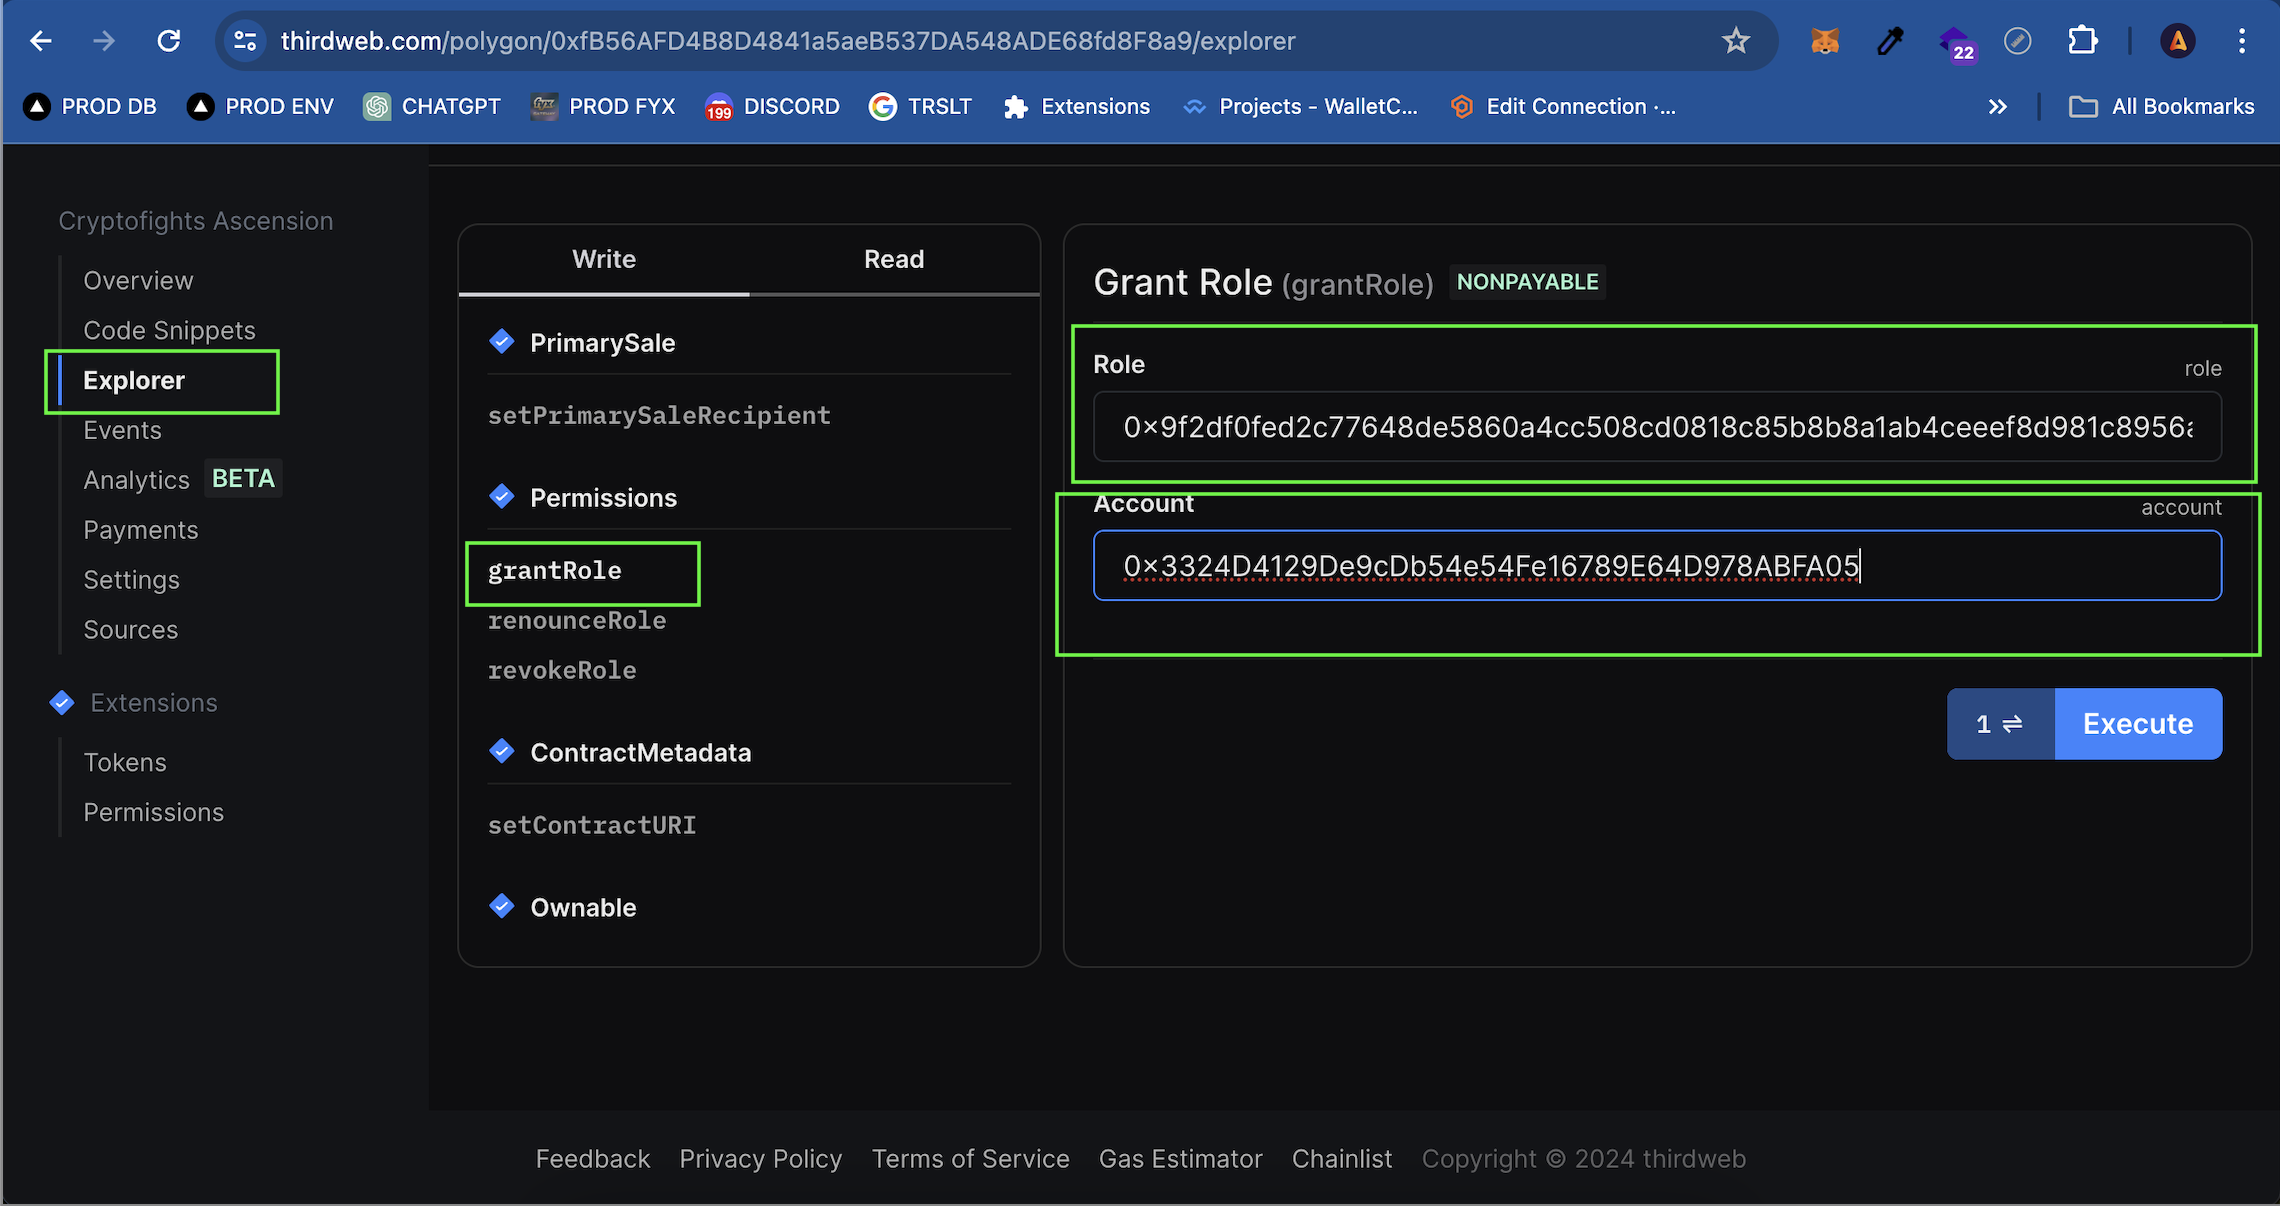 thirdweb.com/polygon/0xfB56AFD4B8D4841a5aeB537DA548ADE68fd8F8a9/explorer
22
PROD DB
PROD ENV
CHATGPT
fyx PROD FYX
199 DISCORD
TRSLT
Extensions
Projects - WalletC...
Edit Connection ·...
All Bookmarks
Cryptofights Ascension
Overview
Code Snippets
Explorer
Events
Analytics BETA
Payments
Settings
Sources
Extensions
Tokens
Permissions
Write
Read
PrimarySale
setPrimarySaleRecipient
Permissions
grantRole
renounceRole
revokeRole
ContractMetadata
setContractURI
Ownable
Grant Role (grantRole) NONPAYABLE
Role
role
0x9f2df0fed2c77648de5860a4cc508cd0818c85b8b8a1ab4ceeef8d981c8956a
Account
account
0x3324D4129De9cDb54e54Fe16789E64D978ABFA05
1 ⇌ Execute
Feedback
Privacy Policy
Terms of Service
Gas Estimator
Chainlist
Copyright © 2024 thirdweb